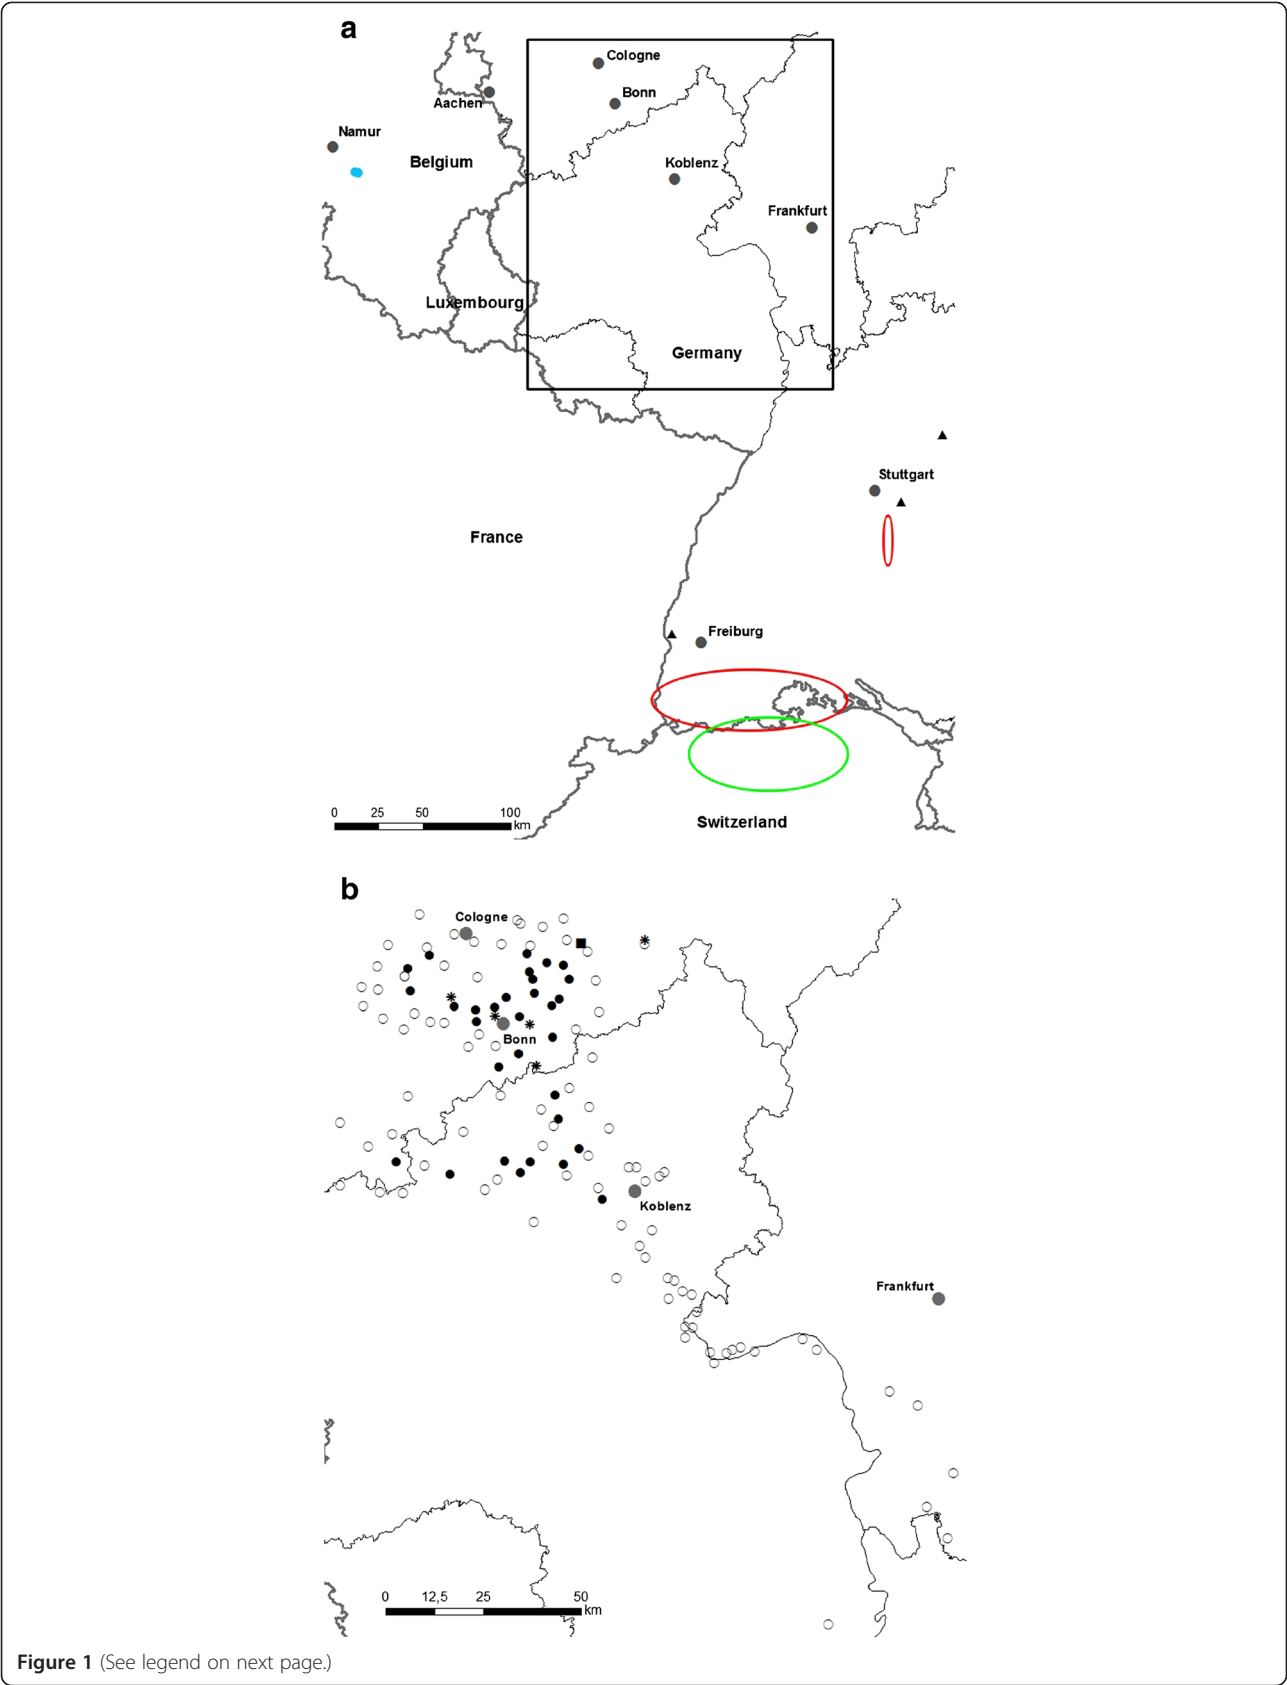 a
Cologne
Bonn
Aachen
Namur
Belgium
Koblenz
Frankfurt
Luxembourg
Germany
Stuttgart
France
Freiburg
0 25 50 100
km
Switzerland
b
Cologne
Bonn
Koblenz
Frankfurt
0 12,5 25 50
km
Figure 1 (See legend on next page.)